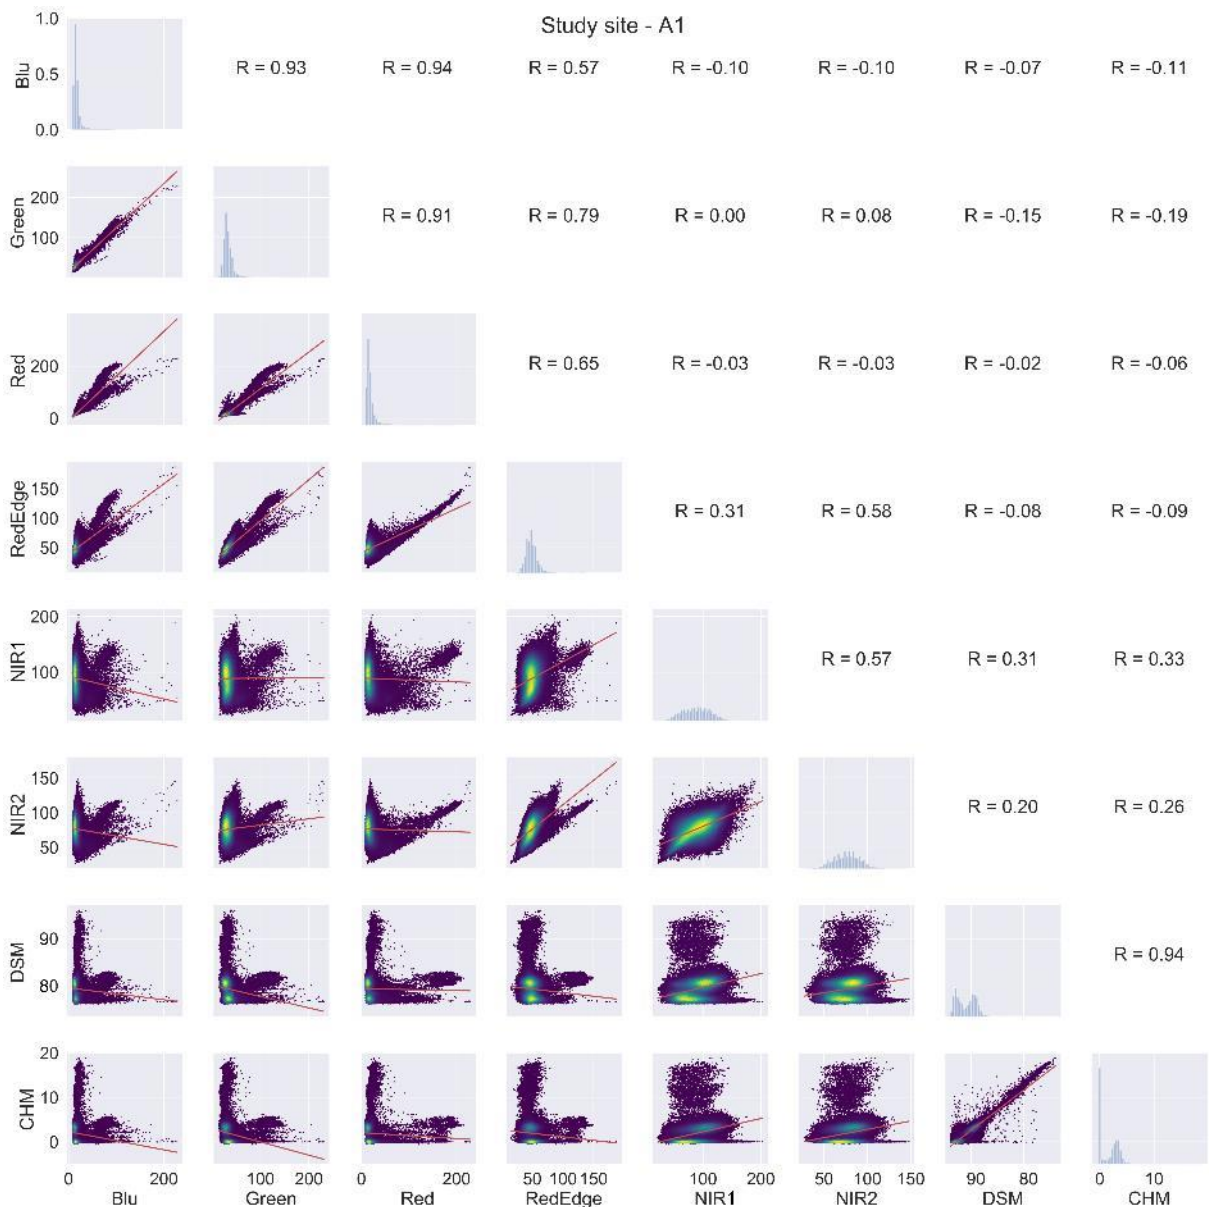 Study site - A1
1.0
0.5
0.0
Blu
R = 0.93
R = 0.94
R = 0.57
R = -0.10
R = -0.10
R = -0.07
R = -0.11
200
100
Green
R = 0.91
R = 0.79
R = 0.00
R = 0.08
R = -0.15
R = -0.19
200
0
Red
R = 0.65
R = -0.03
R = -0.03
R = -0.02
R = -0.06
150
100
50
RedEdge
R = 0.31
R = 0.58
R = -0.08
R = -0.09
200
100
NIR1
R = 0.57
R = 0.31
R = 0.33
150
100
50
NIR2
R = 0.20
R = 0.26
90
80
DSM
R = 0.94
20
10
0
CHM
0 200
100 200
0 200
50 100 150
100 200
50 100 150
90 80
0 10
Blu
Green
Red
RedEdge
NIR1
NIR2
DSM
CHM